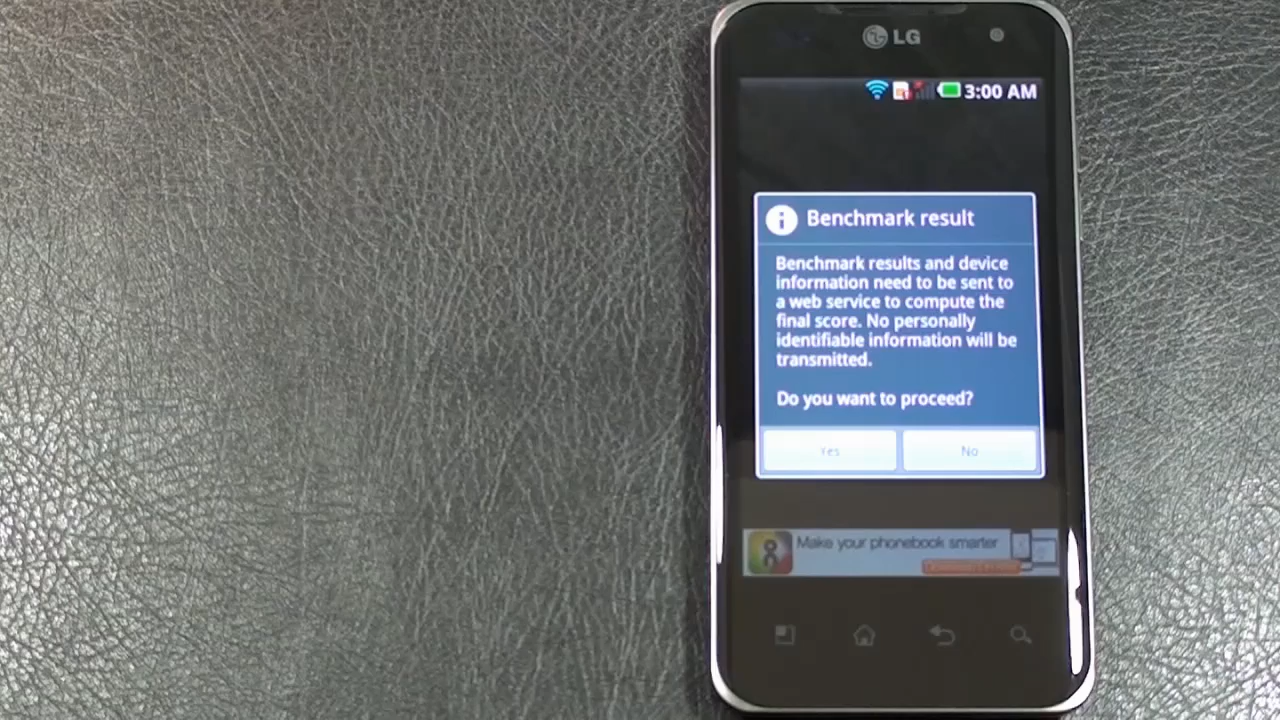 LG
3:00 AM
Benchmark result
Benchmark results and device
information need to be sent to
a web service to compute the
final score. No personally
identifiable information will be
transmitted.
Do you want to proceed?
Yes
No
Make your phonebook smarter